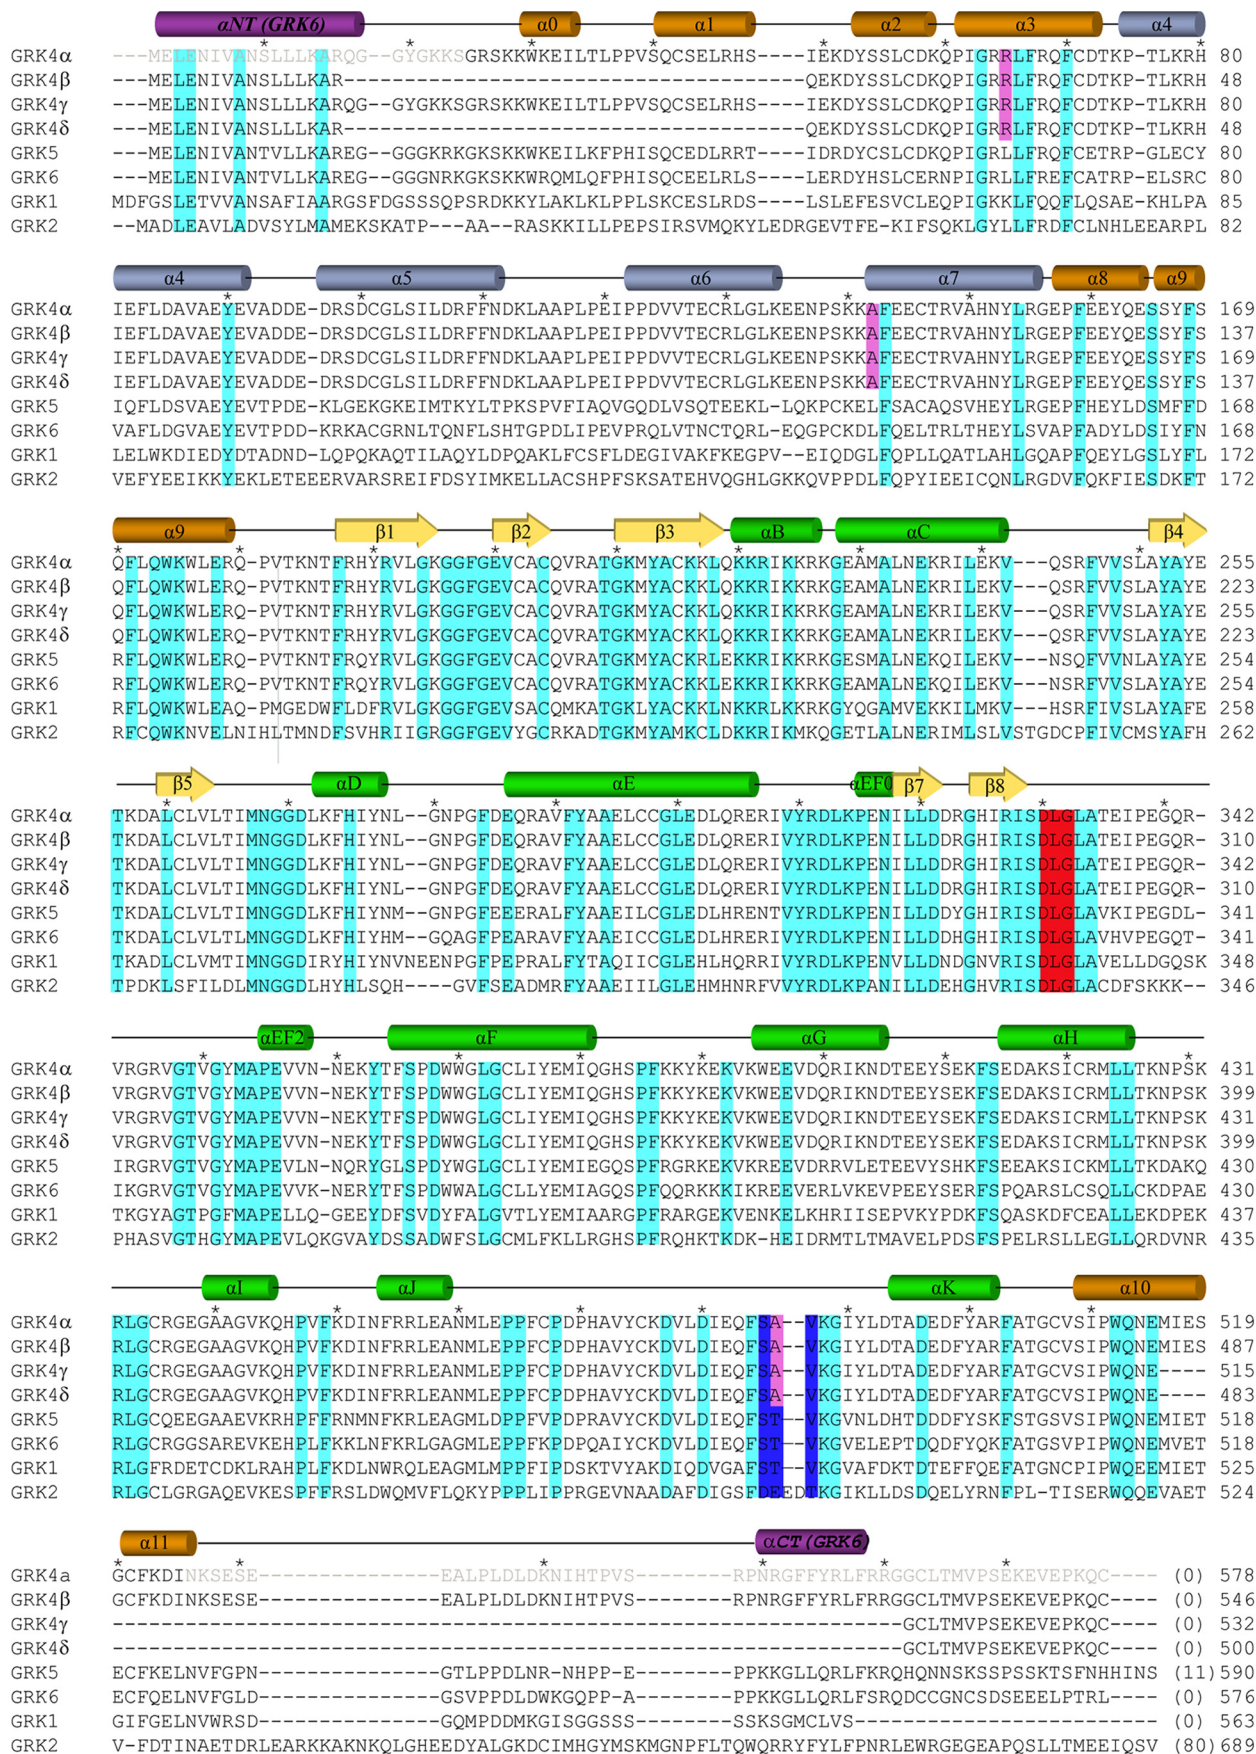 αNT (GRK6) α0 α1 α2 α3 α4
* * * * * * *
GRK4α ---MELENIVANSLLLKARQG--GYGKKSGRSKKWKEILTLPPVSQCSELRHS----IEKDYSSLCDKQPIGRRLFRQFCDTKP-TLKRH 80
GRK4β ---MELENIVANSLLLKAR--------------------------------------QEKDYSSLCDKQPIGRRLFRQFCDTKP-TLKRH 48
GRK4γ ---MELENIVANSLLLKARQG--GYGKKSGRSKKWKEILTLPPVSQCSELRHS----IEKDYSSLCDKQPIGRRLFRQFCDTKP-TLKRH 80
GRK4δ ---MELENIVANSLLLKAR--------------------------------------QEKDYSSLCDKQPIGRRLFRQFCDTKP-TLKRH 48
GRK5 ---MELENIVANTVLLKAREG--GGGKRKGKSKKWKEILKFPHISQCEDLRRT----IDRDYCSLCDKQPIGRLLFRQFCETRP-GLECY 80
GRK6 ---MELENIVANTVLLKAREG--GGGNRKGKSKKWRQMLQFPHISQCEELRLS----LERDYHSLCERNPIGRLLFREFCATRP-ELSRC 80
GRK1 MDFGSLETVVANSAFIAARGSFDGSSSQPSRDKKYLAKLKLPPLSKCESLRDS----LSLEFESVCLEQPIGKKLFQQFLQSAE-KHLPA 85
GRK2 --MADLEAVLADVSYLMAMEKSKATP---AA--RASKKILLPEPSIRSVMQKYLEDRGEVTFE-KIFSQKLGYLLFRDFCLNHLEEARPL 82
α4 α5 α6 α7 α8 α9
* * * * * * * *
GRK4α IEFLDAVAEYEVADDE-DRSDCGLSILDRFFNDKLAAPLPEIPPDVVTECRLGLKEENPSKKAFEECTRVAHNYLRGEPFEEYQESSYFS 169
GRK4β IEFLDAVAEYEVADDE-DRSDCGLSILDRFFNDKLAAPLPEIPPDVVTECRLGLKEENPSKKAFEECTRVAHNYLRGEPFEEYQESSYFS 137
GRK4γ IEFLDAVAEYEVADDE-DRSDCGLSILDRFFNDKLAAPLPEIPPDVVTECRLGLKEENPSKKAFEECTRVAHNYLRGEPFEEYQESSYFS 169
GRK4δ IEFLDAVAEYEVADDE-DRSDCGLSILDRFFNDKLAAPLPEIPPDVVTECRLGLKEENPSKKAFEECTRVAHNYLRGEPFEEYQESSYFS 137
GRK5 IQFLDSVAEYEVTPDE-KLGEKGKEIMTKYLTPKSPVFIAQVGQDLVSQTEEKLL-LQKPCKELFSACAQSVHEYLRGEPFHEYLDSMFFD 168
GRK6 VAFLDGVAEYEVTPDD-KRKACGRNLTQNFLSHTGPDLIPEVPRQLVTNCTQRL-EQGPCKDLFQELTRLTHEYLSVAPFADYLDSIYFN 168
GRK1 LELWKDIEDYDTADND-LQPQKAQTILAQYLDPQAKLFCSFLDEGIVAKFKEGPV--EIQDGLFQPLLQATLAHLGQAPFQEYLGSLYFL 172
GRK2 VEFYEEIKKYEKLETEEERVARSREIFDSYIMKELLACSHPFSKSATEHVQGHLGKKQVPPDLFQPYIEEICQNLRGDVFQKFIESDKFT 172
α9 β1 β2 β3 αB αC β4
* * * * * * * * *
GRK4α QFLQWKWLERQ-PVTKNTFRHYRVLGKGGFGEVCACQVRATGKMYACKKLQKKRIKKRKGEAMALNEKRILEKV---QSRFVVSLAYAYE 255
GRK4β QFLQWKWLERQ-PVTKNTFRHYRVLGKGGFGEVCACQVRATGKMYACKKLQKKRIKKRKGEAMALNEKRILEKV---QSRFVVSLAYAYE 223
GRK4γ QFLQWKWLERQ-PVTKNTFRHYRVLGKGGFGEVCACQVRATGKMYACKKLQKKRIKKRKGEAMALNEKRILEKV---QSRFVVSLAYAYE 255
GRK4δ QFLQWKWLERQ-PVTKNTFRHYRVLGKGGFGEVCACQVRATGKMYACKKLQKKRIKKRKGEAMALNEKRILEKV---QSRFVVSLAYAYE 223
GRK5 RFLQWKWLERQ-PVTKNTFRQYRVLGKGGFGEVCACQVRATGKMYACKRLEKKRIKKRKGESMALNEKQILEKV---NSQFVVNLAYAYE 254
GRK6 RFLQWKWLERQ-PVTKNTFRQYRVLGKGGFGEVCACQVRATGKMYACKKLEKKRIKKRKGEAMALNEKQILEKV---NSRFVVSLAYAYE 254
GRK1 RFLQWKWLEAQ-PMGEDWFLDFRVLGKGGFGEVSACQMKATGKLYACKKLNKKRLKKRKGYQGAMVEKKILMKV---HSRFIVSLAYAFE 258
GRK2 RFCQWKNVELNIHLTMNDFSVHRIIGRGGFGEVYGCRKADTGKMYAMKCLDKKRIKMKQGETLALNERIMLSLVSTGDCPFIVCMSYAFH 262
β5 αD αE αEF0 β7 β8
* * * * * * * * *
GRK4α TKDALCLVLTIMNGGDLKFHIYNL--GNPGFDEQRAVFYAAELCCGLEDLQRERIVYRDLKPENILLDDRGHIRISDLGLATEIPEGQR- 342
GRK4β TKDALCLVLTIMNGGDLKFHIYNL--GNPGFDEQRAVFYAAELCCGLEDLQRERIVYRDLKPENILLDDRGHIRISDLGLATEIPEGQR- 310
GRK4γ TKDALCLVLTIMNGGDLKFHIYNL--GNPGFDEQRAVFYAAELCCGLEDLQRERIVYRDLKPENILLDDRGHIRISDLGLATEIPEGQR- 342
GRK4δ TKDALCLVLTIMNGGDLKFHIYNL--GNPGFDEQRAVFYAAELCCGLEDLQRERIVYRDLKPENILLDDRGHIRISDLGLATEIPEGQR- 310
GRK5 TKDALCLVLTIMNGGDLKFHIYNM--GNPGFEEERALFYAAEILCGLEDLHRENTVYRDLKPENILLDDYGHIRISDLGLAVKIPEGDL- 341
GRK6 TKDALCLVLTLMNGGDLKFHIYHM--GQAGFPEARAVFYAAEICCGLEDLHRERIVYRDLKPENILLDDHGHIRISDLGLAVHVPEGQT- 341
GRK1 TKADLCLVMTIMNGGDIRYHIYNVNEENPGFPEPRALFYTAQIICGLEHLHQRRIVYRDLKPENVLLDNDGNVRISDLGLAVELLDGQSK 348
GRK2 TPDKLSFILDLMNGGDLHYHLSQH---GVFSEADMRFYAAEIILGLEHMHNRFVVYRDLKPANILLDEHGHVRISDLGLACDFSKKK-- 346
αEF2 αF αG αH
* * * * * * * * *
GRK4α VRGRVGTVGYMAPEVVN-NEKYTFSPDWWGLGCLIYEMIQGHSPFKKYKEKVKWEEVDQRIKNDTEEYSEKFSEDAKSICRMLLTKNPSK 431
GRK4β VRGRVGTVGYMAPEVVN-NEKYTFSPDWWGLGCLIYEMIQGHSPFKKYKEKVKWEEVDQRIKNDTEEYSEKFSEDAKSICRMLLTKNPSK 399
GRK4γ VRGRVGTVGYMAPEVVN-NEKYTFSPDWWGLGCLIYEMIQGHSPFKKYKEKVKWEEVDQRIKNDTEEYSEKFSEDAKSICRMLLTKNPSK 431
GRK4δ VRGRVGTVGYMAPEVVN-NEKYTFSPDWWGLGCLIYEMIQGHSPFKKYKEKVKWEEVDQRIKNDTEEYSEKFSEDAKSICRMLLTKNPSK 399
GRK5 IRGRVGTVGYMAPEVLN-NQRYGLSPDYWGLGCLIYEMIEGQSPFRGRKEKVKREEVDRRVLETEEVYSHKFSEEAKSICKMLLTKDAKQ 430
GRK6 IKGRVGTVGYMAPEVVK-NERYTFSPDWWALGCLLYEMIAGQSPFQQRKKKIKREEVERLVKEVPEEYSERFSPQARSLCSQLLCKDPAE 430
GRK1 TKGYAGTPGFMAPELLQ-GEEYDFSVDYFALGVTLYEMIAARGPFRARGEKVENKELKHRIISEPVKYPDKFSQASKDFCEALLEKDPEK 437
GRK2 PHASVGTHGYMAPEVLQKGVAYDSSADWFSLGCMLFKLLRGHSPFRQHKTKDK-HEIDRMTLTMAVELPDSFSPELRSLLEGLLQRDVNR 435
αI αJ αK α10
* * * * * * * *
GRK4α RLGCRGEGAAGVKQHPVFKDINFRRLEANMLEPPFCPDPHAVYCKDVLDIEQFSA--VKGIYLDTADEDFYARFATGCVSIPWQNEMIES 519
GRK4β RLGCRGEGAAGVKQHPVFKDINFRRLEANMLEPPFCPDPHAVYCKDVLDIEQFSA--VKGIYLDTADEDFYARFATGCVSIPWQNEMIES 487
GRK4γ RLGCRGEGAAGVKQHPVFKDINFRRLEANMLEPPFCPDPHAVYCKDVLDIEQFSA--VKGIYLDTADEDFYARFATGCVSIPWQNE---- 515
GRK4δ RLGCRGEGAAGVKQHPVFKDINFRRLEANMLEPPFCPDPHAVYCKDVLDIEQFSA--VKGIYLDTADEDFYARFATGCVSIPWQNE---- 483
GRK5 RLGCQEEGAAEVKRHPFFRNMNFKRLEAGMLDPPFVPDPRAVYCKDVLDIEQFST--VKGVNLDHTDDDFYSKFSTGSVSIPWQNEMIET 518
GRK6 RLGCRGGSAREVKEHPLFKKLNFKRLGAGMLEPPFKPDPQAIYCKDVLDIEQFST--VKGVELEPTDQDFYQKFATGSVPIPWQNEMVET 518
GRK1 RLGFRDETCDKLRAHPLFKDLNWRQLEAGMLMPPFIPDSKTVYAKDIQDVGAFST--VKGVAFDKTDTEFFQEFATGNCPIPWQEEMIET 525
GRK2 RLGCLGRGAQEVKESPFFRSLDWQMVFLQKYPPPLIPPRGEVNAADAFDIGSFDEEDTKGIKLLDSDQELYRNFPL-TISERWQQEVAET 524
α11 αCT (GRK6
* * * * * *
GRK4a GCFKDINKSESE---------------EALPLDLDKNIHTPVS----------RPNRGFFYRLFRRGGCLTMVPSEKEVEPKQC---- (0) 578
GRK4β GCFKDINKSESE---------------EALPLDLDKNIHTPVS----------RPNRGFFYRLFRRGGCLTMVPSEKEVEPKQC---- (0) 546
GRK4γ -----------------------------------------------------------------GCLTMVPSEKEVEPKQC---- (0) 532
GRK4δ -----------------------------------------------------------------GCLTMVPSEKEVEPKQC---- (0) 500
GRK5 ECFKELNVFGPN---------------GTLPPDLNR-NHPP-E----------PPKKGLLQRLFKRQHQNNSKSSPSSKTSFNHHINS (11) 590
GRK6 ECFQELNVFGLD---------------GSVPPDLDWKGQPP-A----------PPKKGLLQRLFSRQDCCGNCSDSEEELPTRL---- (0) 576
GRK1 GIFGELNVWRSD---------------GQMPDDMKGISGGSSS----------SSKSGMCLVS------------------------- (0) 563
GRK2 V-FDTINAETDRLEARKKAKNKQLGHEEDYALGKDCIMHGYMSKMGNPFLTQWQRRYFYLFPNRLEWRGEGEAPQSLLTMEEIQSV (80) 689